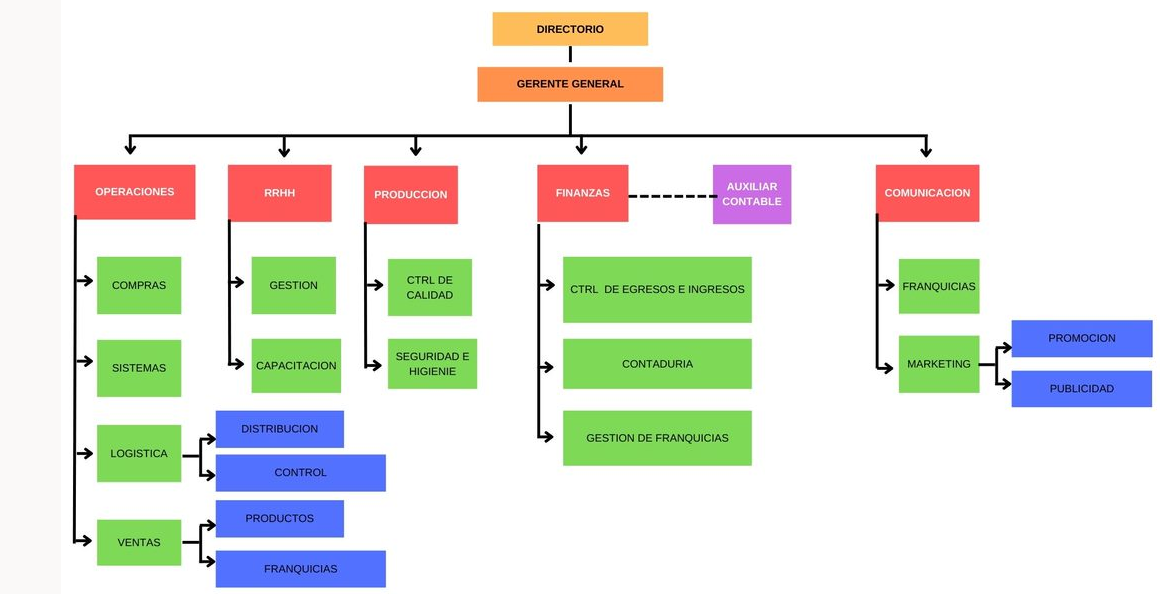 DIRECTORIO
GERENTE GENERAL
OPERACIONES
RRHH
PRODUCCION
FINANZAS
AUXILIAR
CONTABLE
COMUNICACION
COMPRAS
SISTEMAS
LOGISTICA
DISTRIBUCION
CONTROL
VENTAS
PRODUCTOS
FRANQUICIAS
GESTION
CAPACITACION
CTRL DE
CALIDAD
SEGURIDAD E
HIGIENIE
CTRL DE EGRESOS E INGRESOS
CONTADURIA
GESTION DE FRANQUICIAS
FRANQUICIAS
MARKETING
PROMOCION
PUBLICIDAD